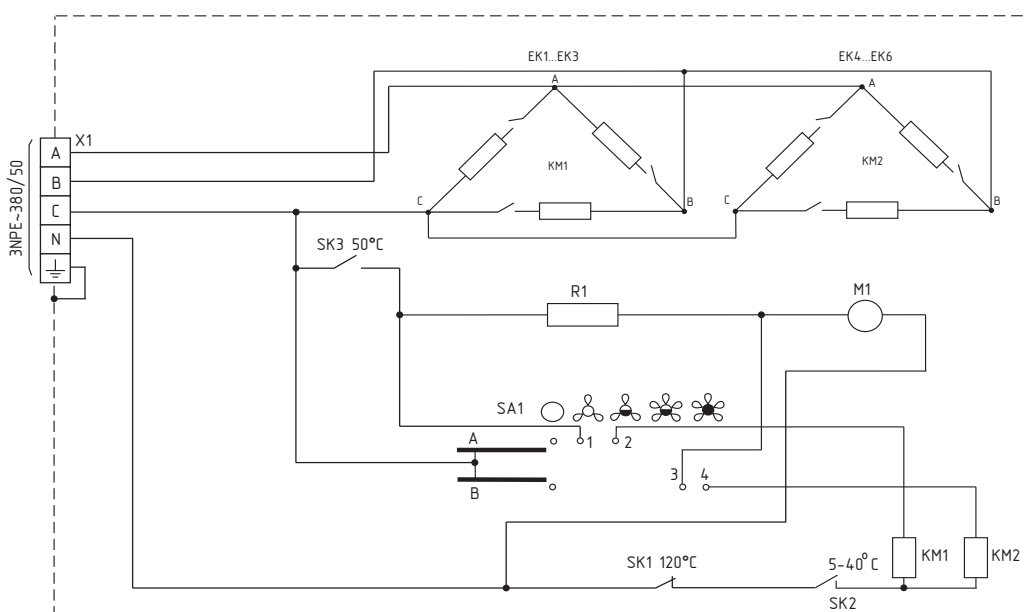 EK1...EK3
EK4...EK6
A
A
X1
3NPE~380/50
A
B
C
N
KM1
KM2
C
B
C
B
SK3 50°C
R1
M1
SA1
A
1
2
B
3
4
SK1 120°C
5-40°C
SK2
KM1
KM2